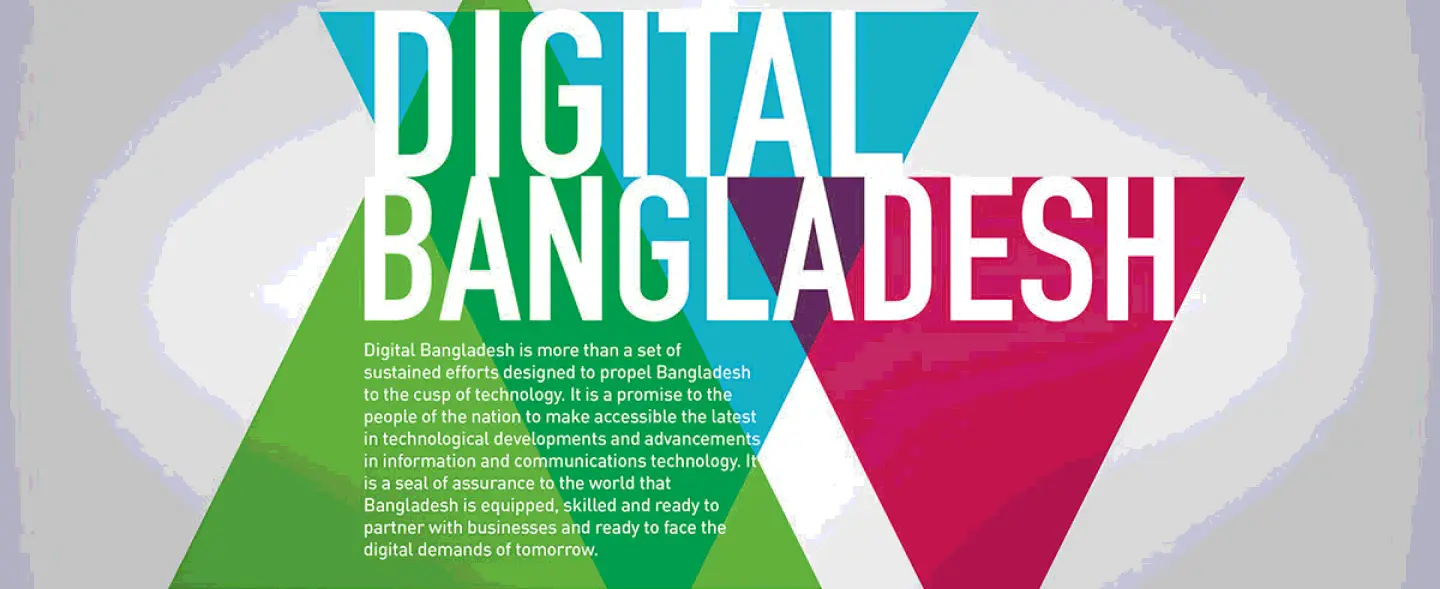 DIGITAL
BANGLADESH
Digital Bangladesh is more than a set of
sustained efforts designed to propel Bangladesh
to the cusp of technology. It is a promise to the
people of the nation to make accessible the latest
in technological developments and advancements
in information and communications technology. It
is a seal of assurance to the world that
Bangladesh is equipped, skilled and ready to
partner with businesses and ready to face the
digital demands of tomorrow.